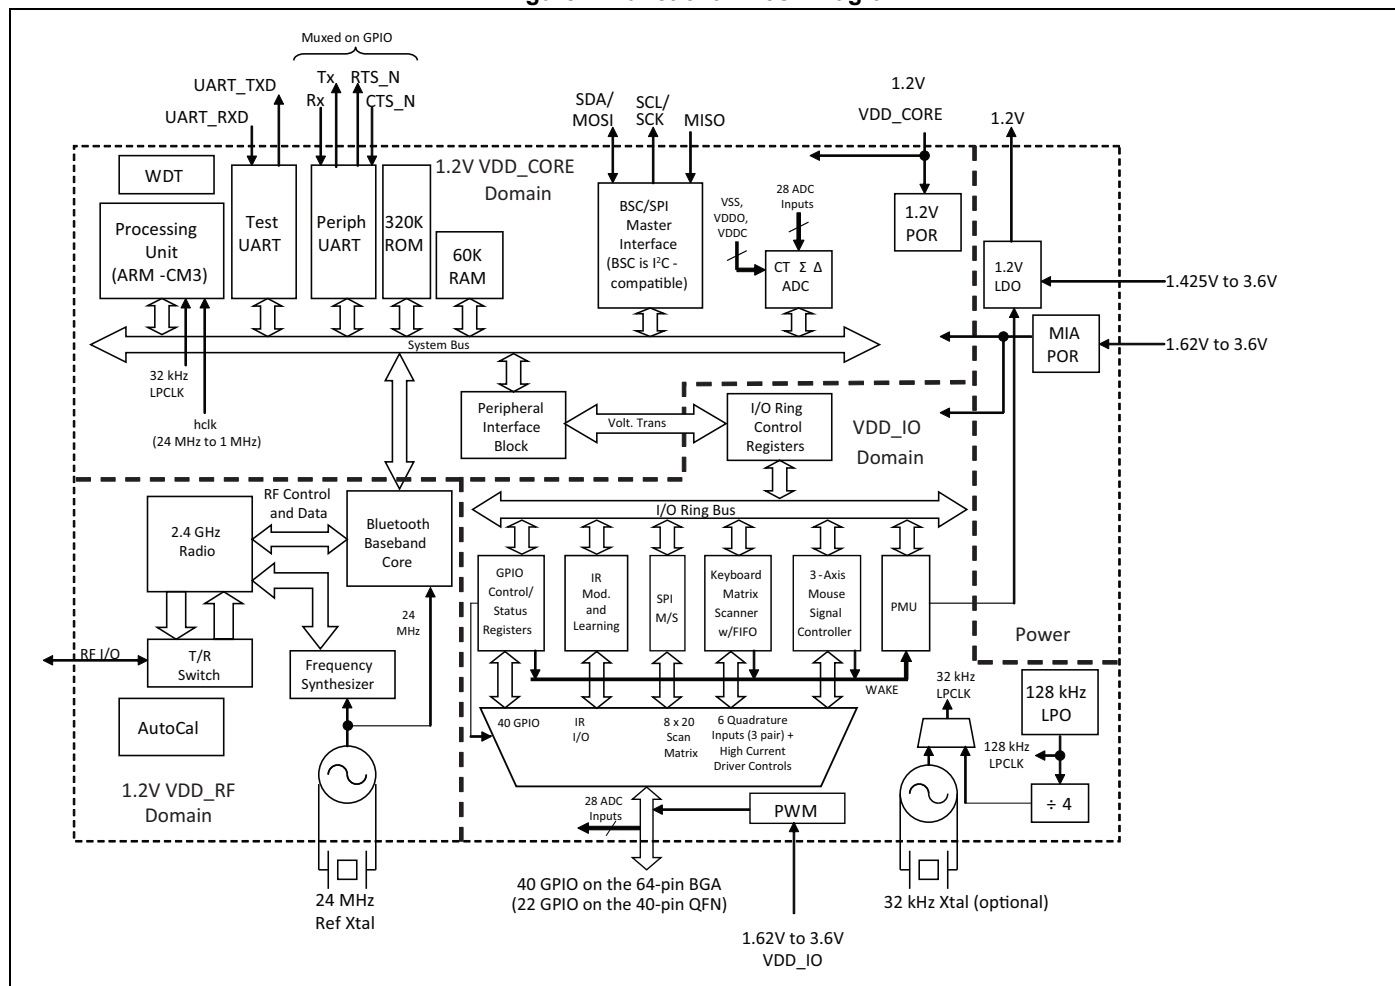 Muxed on GPIO
UART_TXD
Tx
RTS_N
Rx
CTS_N
UART_RXD
SDA/
MOSI
SCL/
SCK
MISO
1.2V
VDD_CORE
1.2V
WDT
1.2V VDD_CORE
Domain
Processing
Unit
(ARM -CM3)
Test
UART
Periph
UART
320K
ROM
60K
RAM
BSC/SPI
Master
Interface
(BSC is I²C -
compatible)
VSS,
VDDO,
VDDC
28 ADC
Inputs
CT Σ Δ
ADC
1.2V
POR
1.2V
LDO
1.425V to 3.6V
MIA
POR
1.62V to 3.6V
System Bus
32 kHz
LPCLK
hclk
(24 MHz to 1 MHz)
Peripheral
Interface
Block
Volt. Trans
I/O Ring
Control
Registers
VDD_IO
Domain
RF Control
and Data
2.4 GHz
Radio
Bluetooth
Baseband
Core
I/O Ring Bus
GPIO
Control/
Status
Registers
IR
Mod.
and
Learning
SPI
M/S
Keyboard
Matrix
Scanner
w/FIFO
3-Axis
Mouse
Signal
Controller
PMU
Power
24
MHz
RF I/O
T/R
Switch
Frequency
Synthesizer
WAKE
32 kHz
LPCLK
128 kHz
LPO
AutoCal
40 GPIO
IR
I/O
8 x 20
Scan
Matrix
6 Quadrature
Inputs (3 pair) +
High Current
Driver Controls
128 kHz
LPCLK
÷ 4
1.2V VDD_RF
Domain
28 ADC
Inputs
PWM
24 MHz
Ref Xtal
40 GPIO on the 64-pin BGA
(22 GPIO on the 40-pin QFN)
32 kHz Xtal (optional)
1.62V to 3.6V
VDD_IO